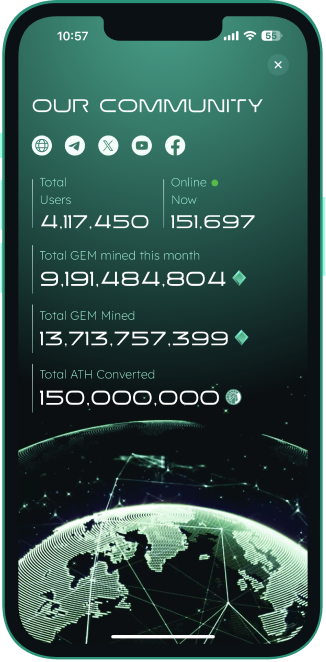 10:57
55
OUR COMMUNITY
Total
Users
4,117,450
Online
Now
151,697
Total GEM mined this month
9,191,484,804
Total GEM Mined
13,713,757,399
Total ATH Converted
150,000,000